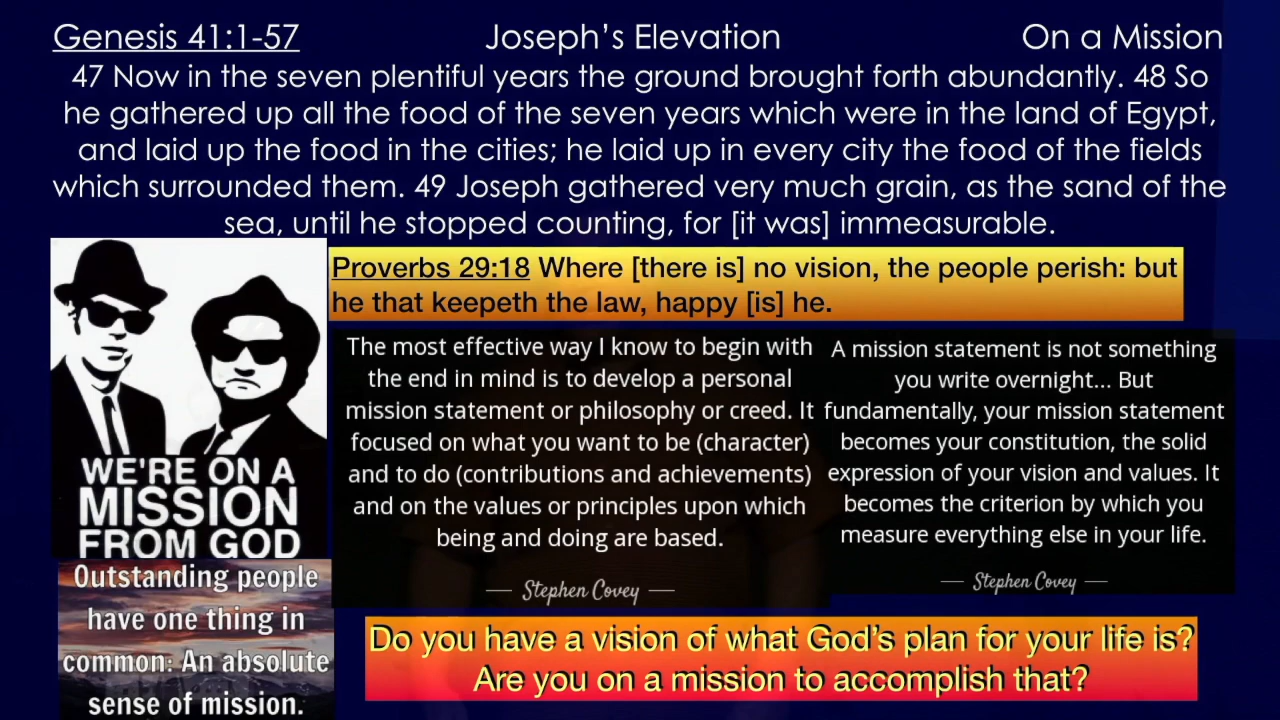 Genesis 41:1-57 Joseph's Elevation On a Mission
47 Now in the seven plentiful years the ground brought forth abundantly. 48 So
he gathered up all the food of the seven years which were in the land of Egypt,
and laid up the food in the cities; he laid up in every city the food of the fields
which surrounded them. 49 Joseph gathered very much grain, as the sand of the
sea, until he stopped counting, for [it was] immeasurable.
Proverbs 29:18 Where [there is] no vision, the people perish: but
he that keepeth the law, happy [is] he.
WE'RE ON A
MISSION
FROM GOD
Outstanding people
have one thing in
common: An absolute
sense of mission.
The most effective way I know to begin with
the end in mind is to develop a personal
mission statement or philosophy or creed. It
focused on what you want to be (character)
and to do (contributions and achievements)
and on the values or principles upon which
being and doing are based.
— Stephen Covey —
A mission statement is not something
you write overnight... But
fundamentally, your mission statement
becomes your constitution, the solid
expression of your vision and values. It
becomes the criterion by which you
measure everything else in your life.
— Stephen Covey —
Do you have a vision of what God's plan for your life is?
Are you on a mission to accomplish that?